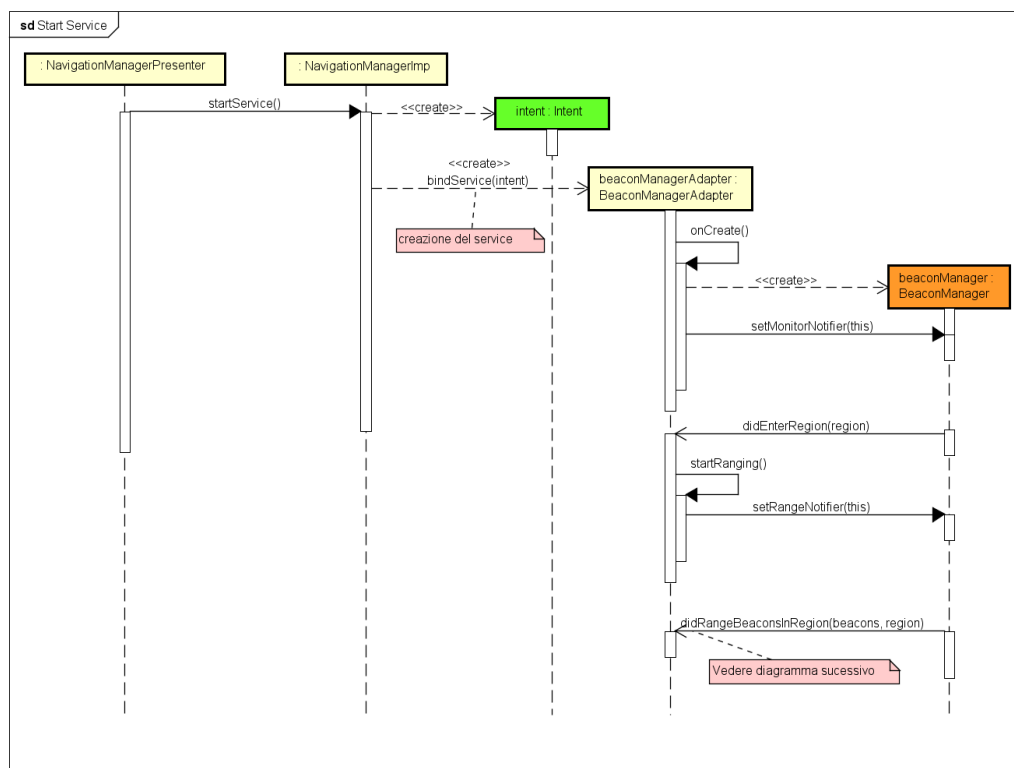 sd Start Service
: NavigationManagerPresenter
: NavigationManagerImp
startService()
<<create>>
intent : Intent
<<create>>
bindService(intent)
beaconManagerAdapter :
BeaconManagerAdapter
creazione del service
onCreate()
<<create>>
beaconManager :
BeaconManager
setMonitorNotifier(this)
didEnterRegion(region)
startRanging()
setRangeNotifier(this)
didRangeBeaconsInRegion(beacons, region)
Vedere diagramma sucessivo